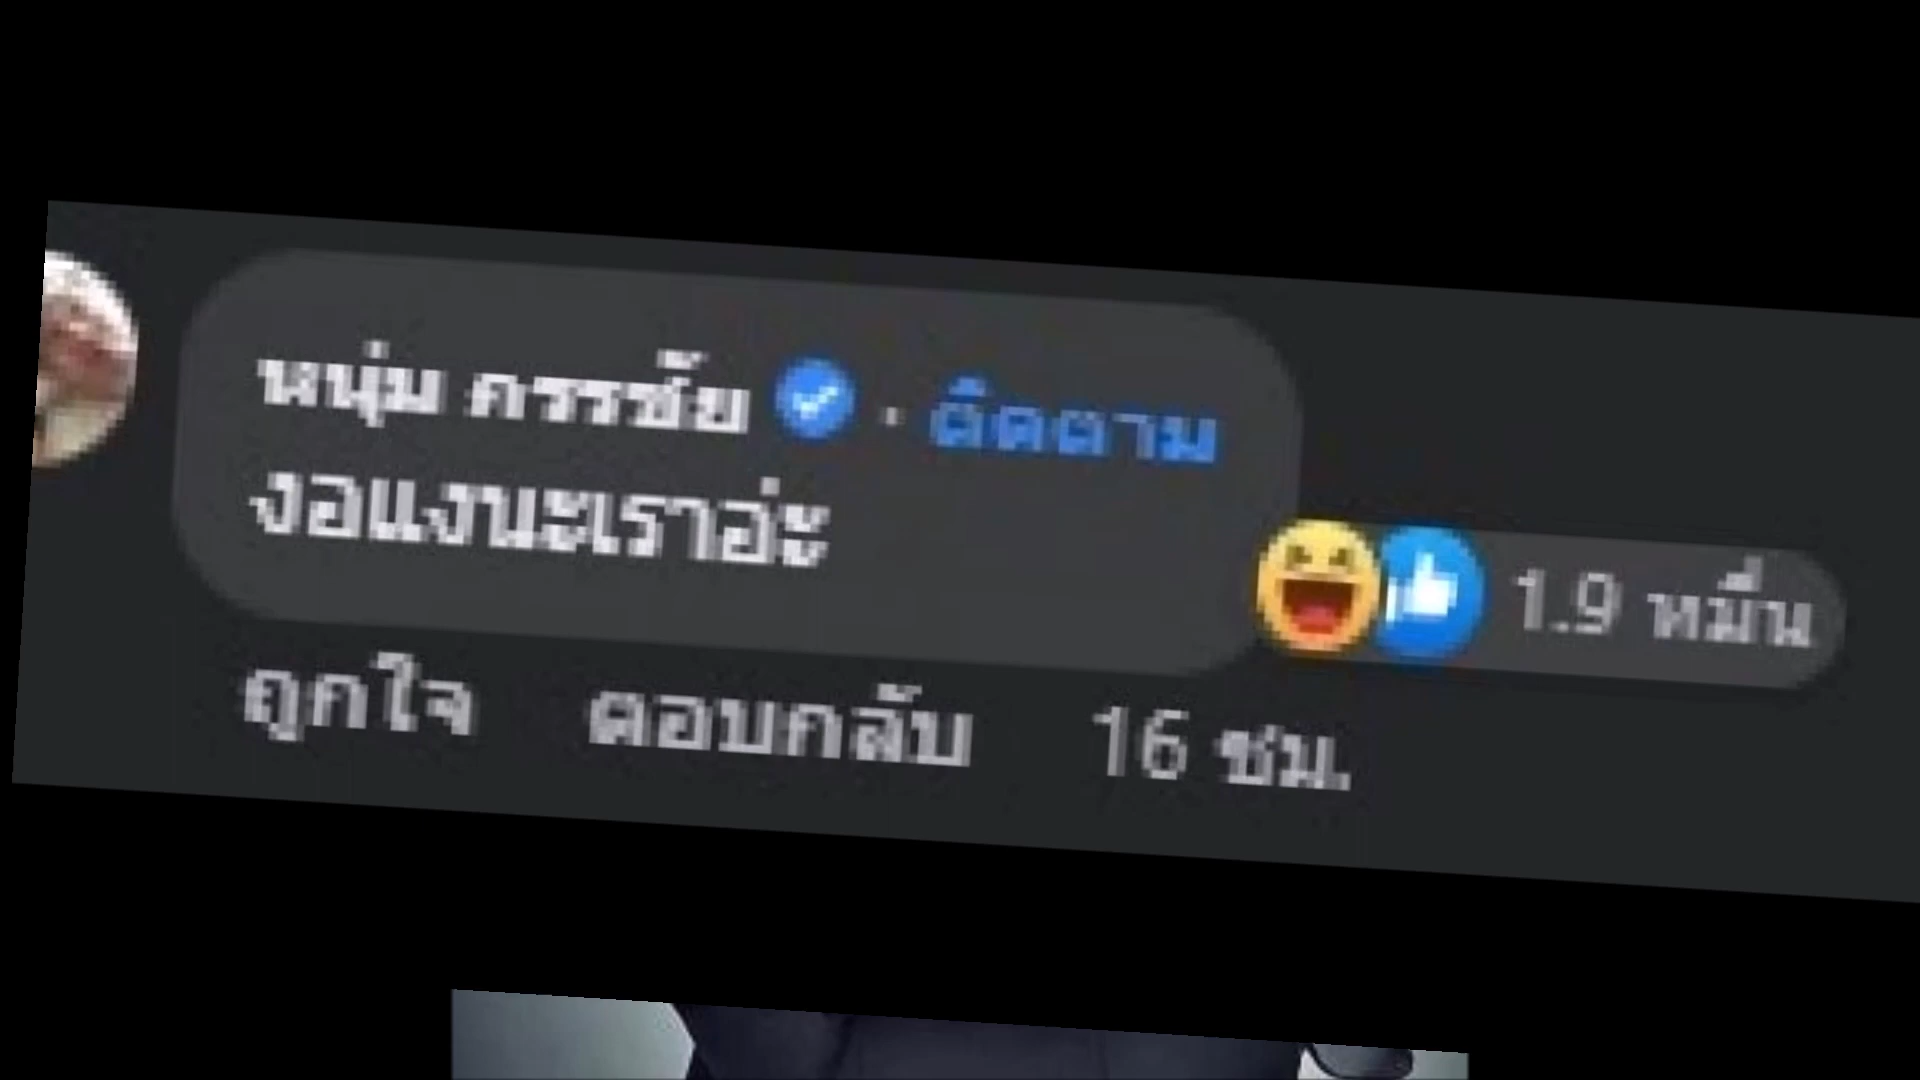 หนุ่ม กรรชัย · ติดตาม
งอแงนะเราอ่ะ
1.9 หมื่น
ถูกใจ ตอบกลับ 16 ชม.